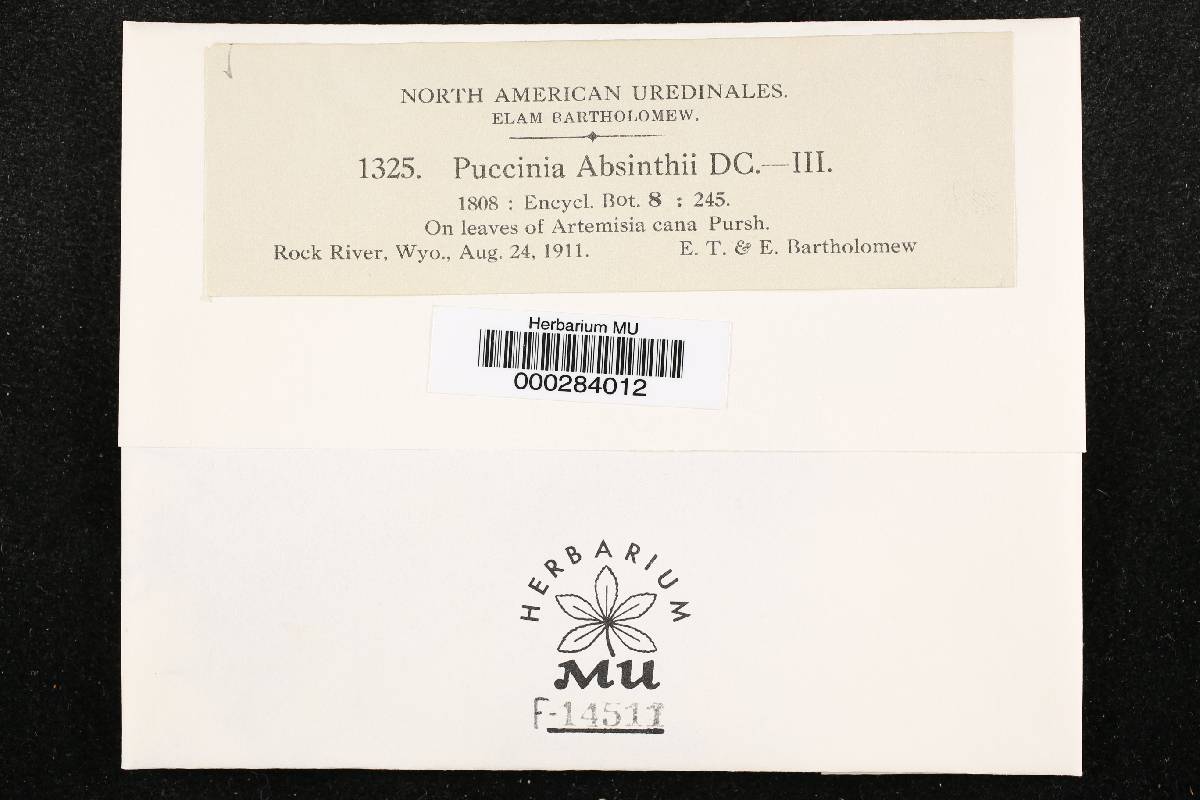 NORTH AMERICAN UREDINALES.
ELAM BARTHOLOMEW.
1325. Puccinia Absinthii DC.—III.
1808 : Encycl. Bot. 8 : 245.
On leaves of Artemisia cana Pursh.
Rock River, Wyo., Aug. 24, 1911. E. T. & E. Bartholomew
Herbarium MU
000284012
HERBARIUM
MU
F-14511